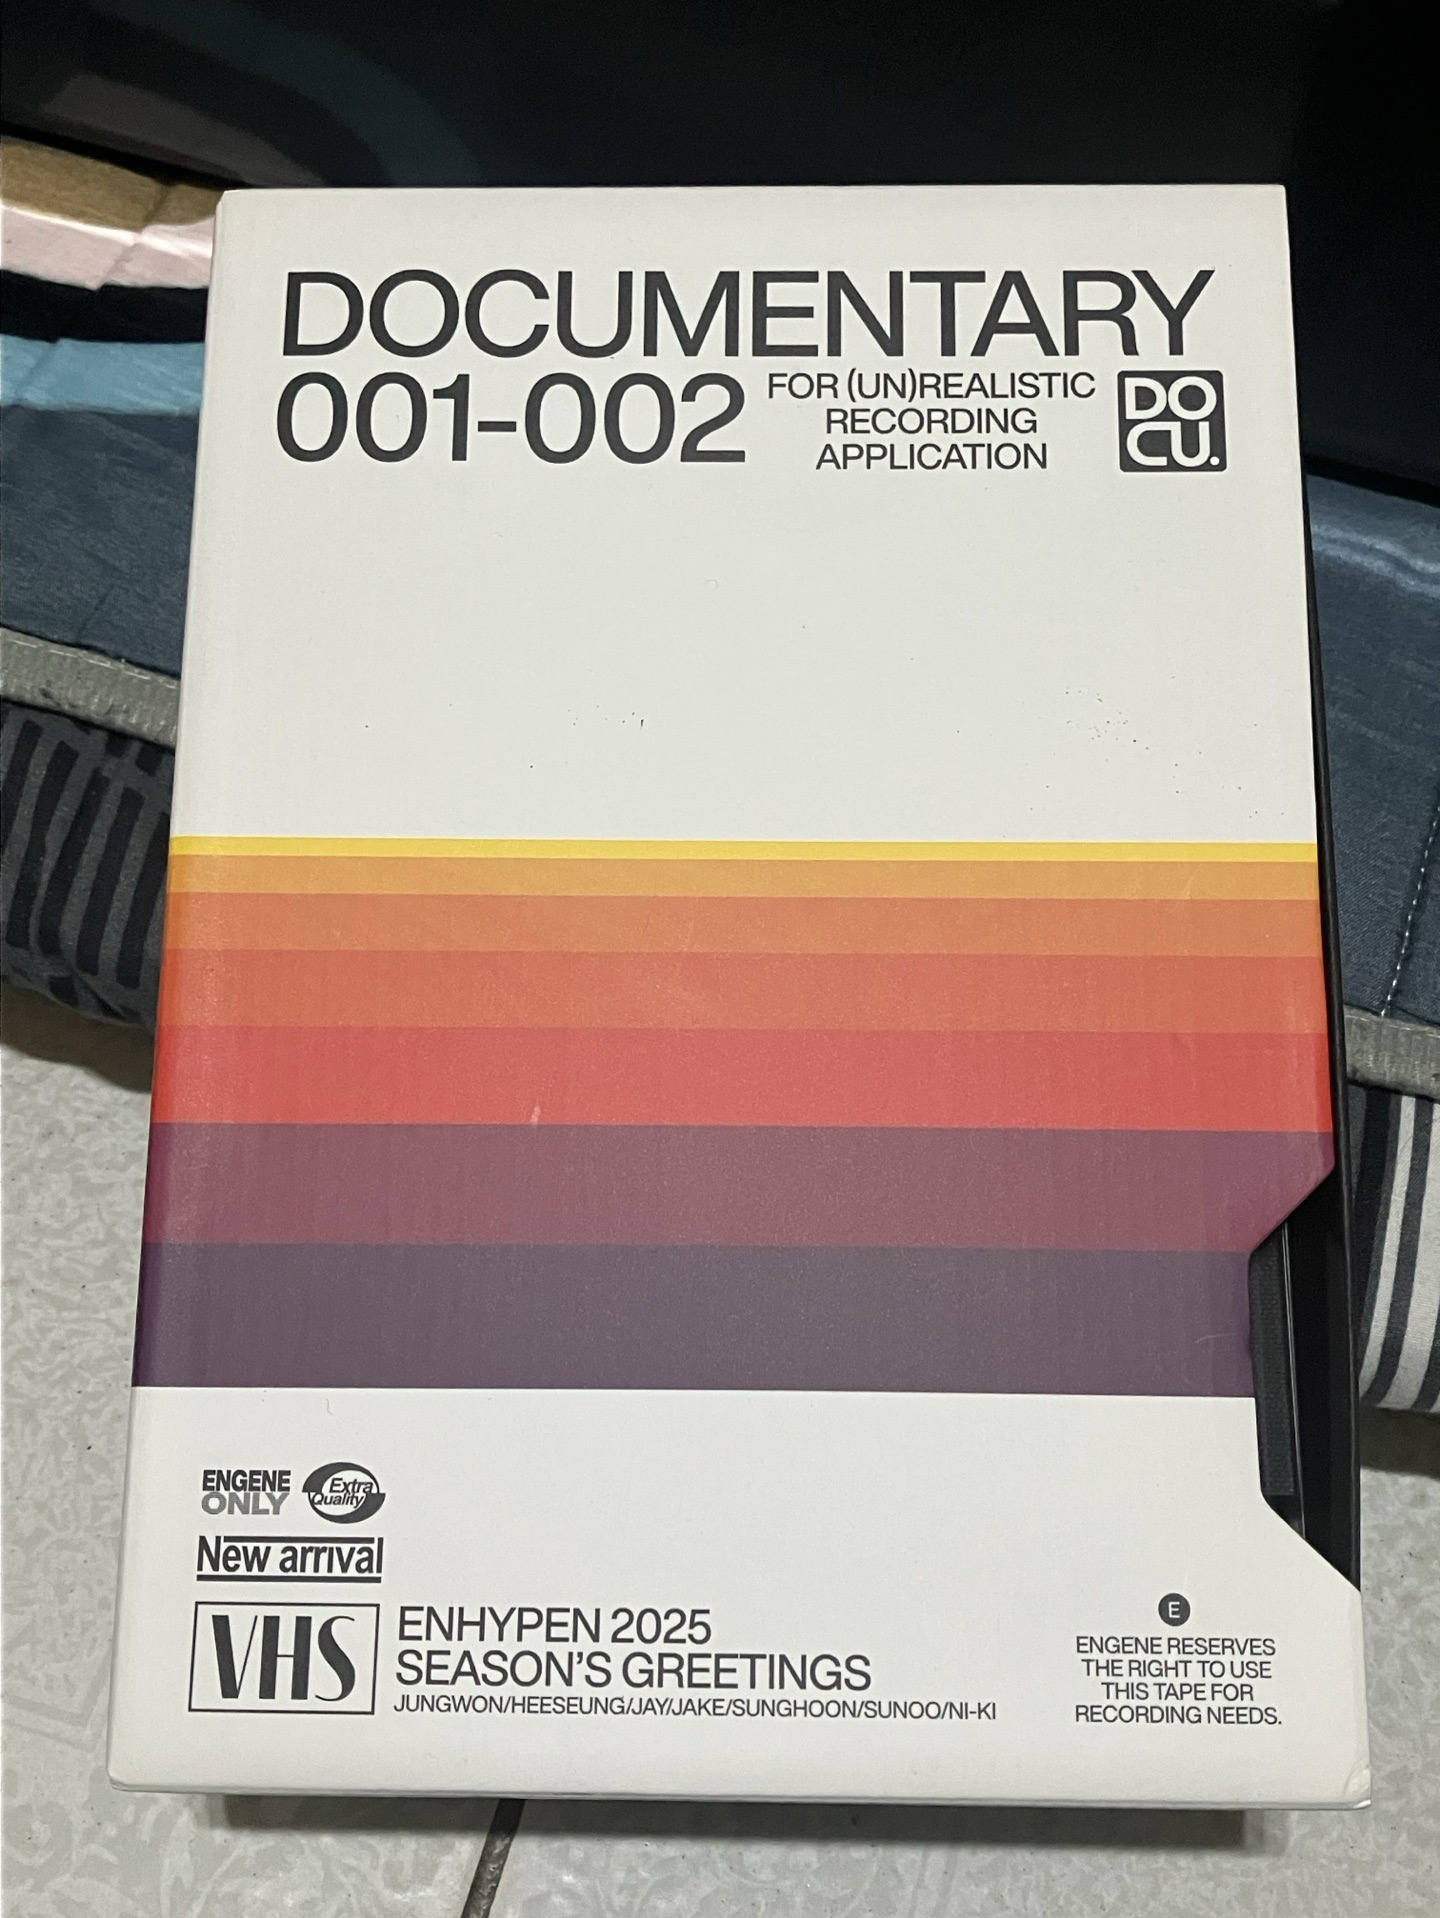 DOCUMENTARY
001-002
FOR (UN)REALISTIC
RECORDING
APPLICATION
DO
CU.
ENGENE
ONLY
Extra
Quality
New arrival
VHS
ENHYPEN 2025
SEASON'S GREETINGS
JUNGWON/HEESEUNG/JAY/JAKE/SUNGHOON/SUNOO/NI-KI
E
ENGENE RESERVES
THE RIGHT TO USE
THIS TAPE FOR
RECORDING NEEDS.